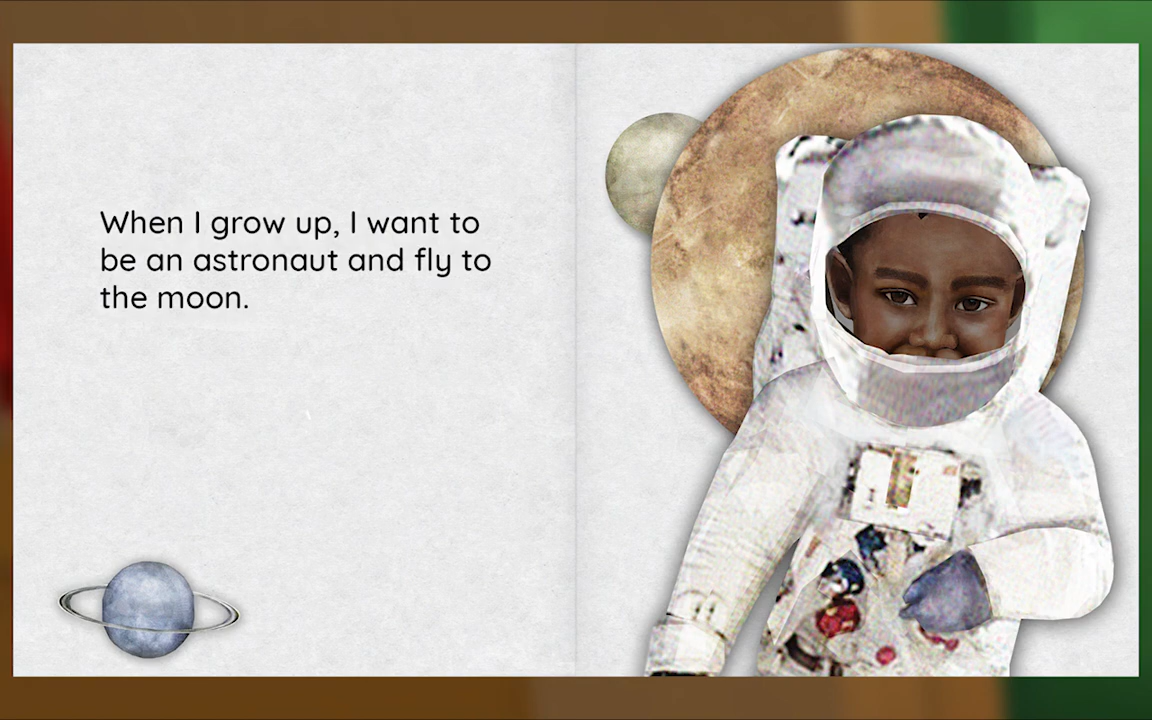 When I grow up, I want to
be an astronaut and fly to
the moon.